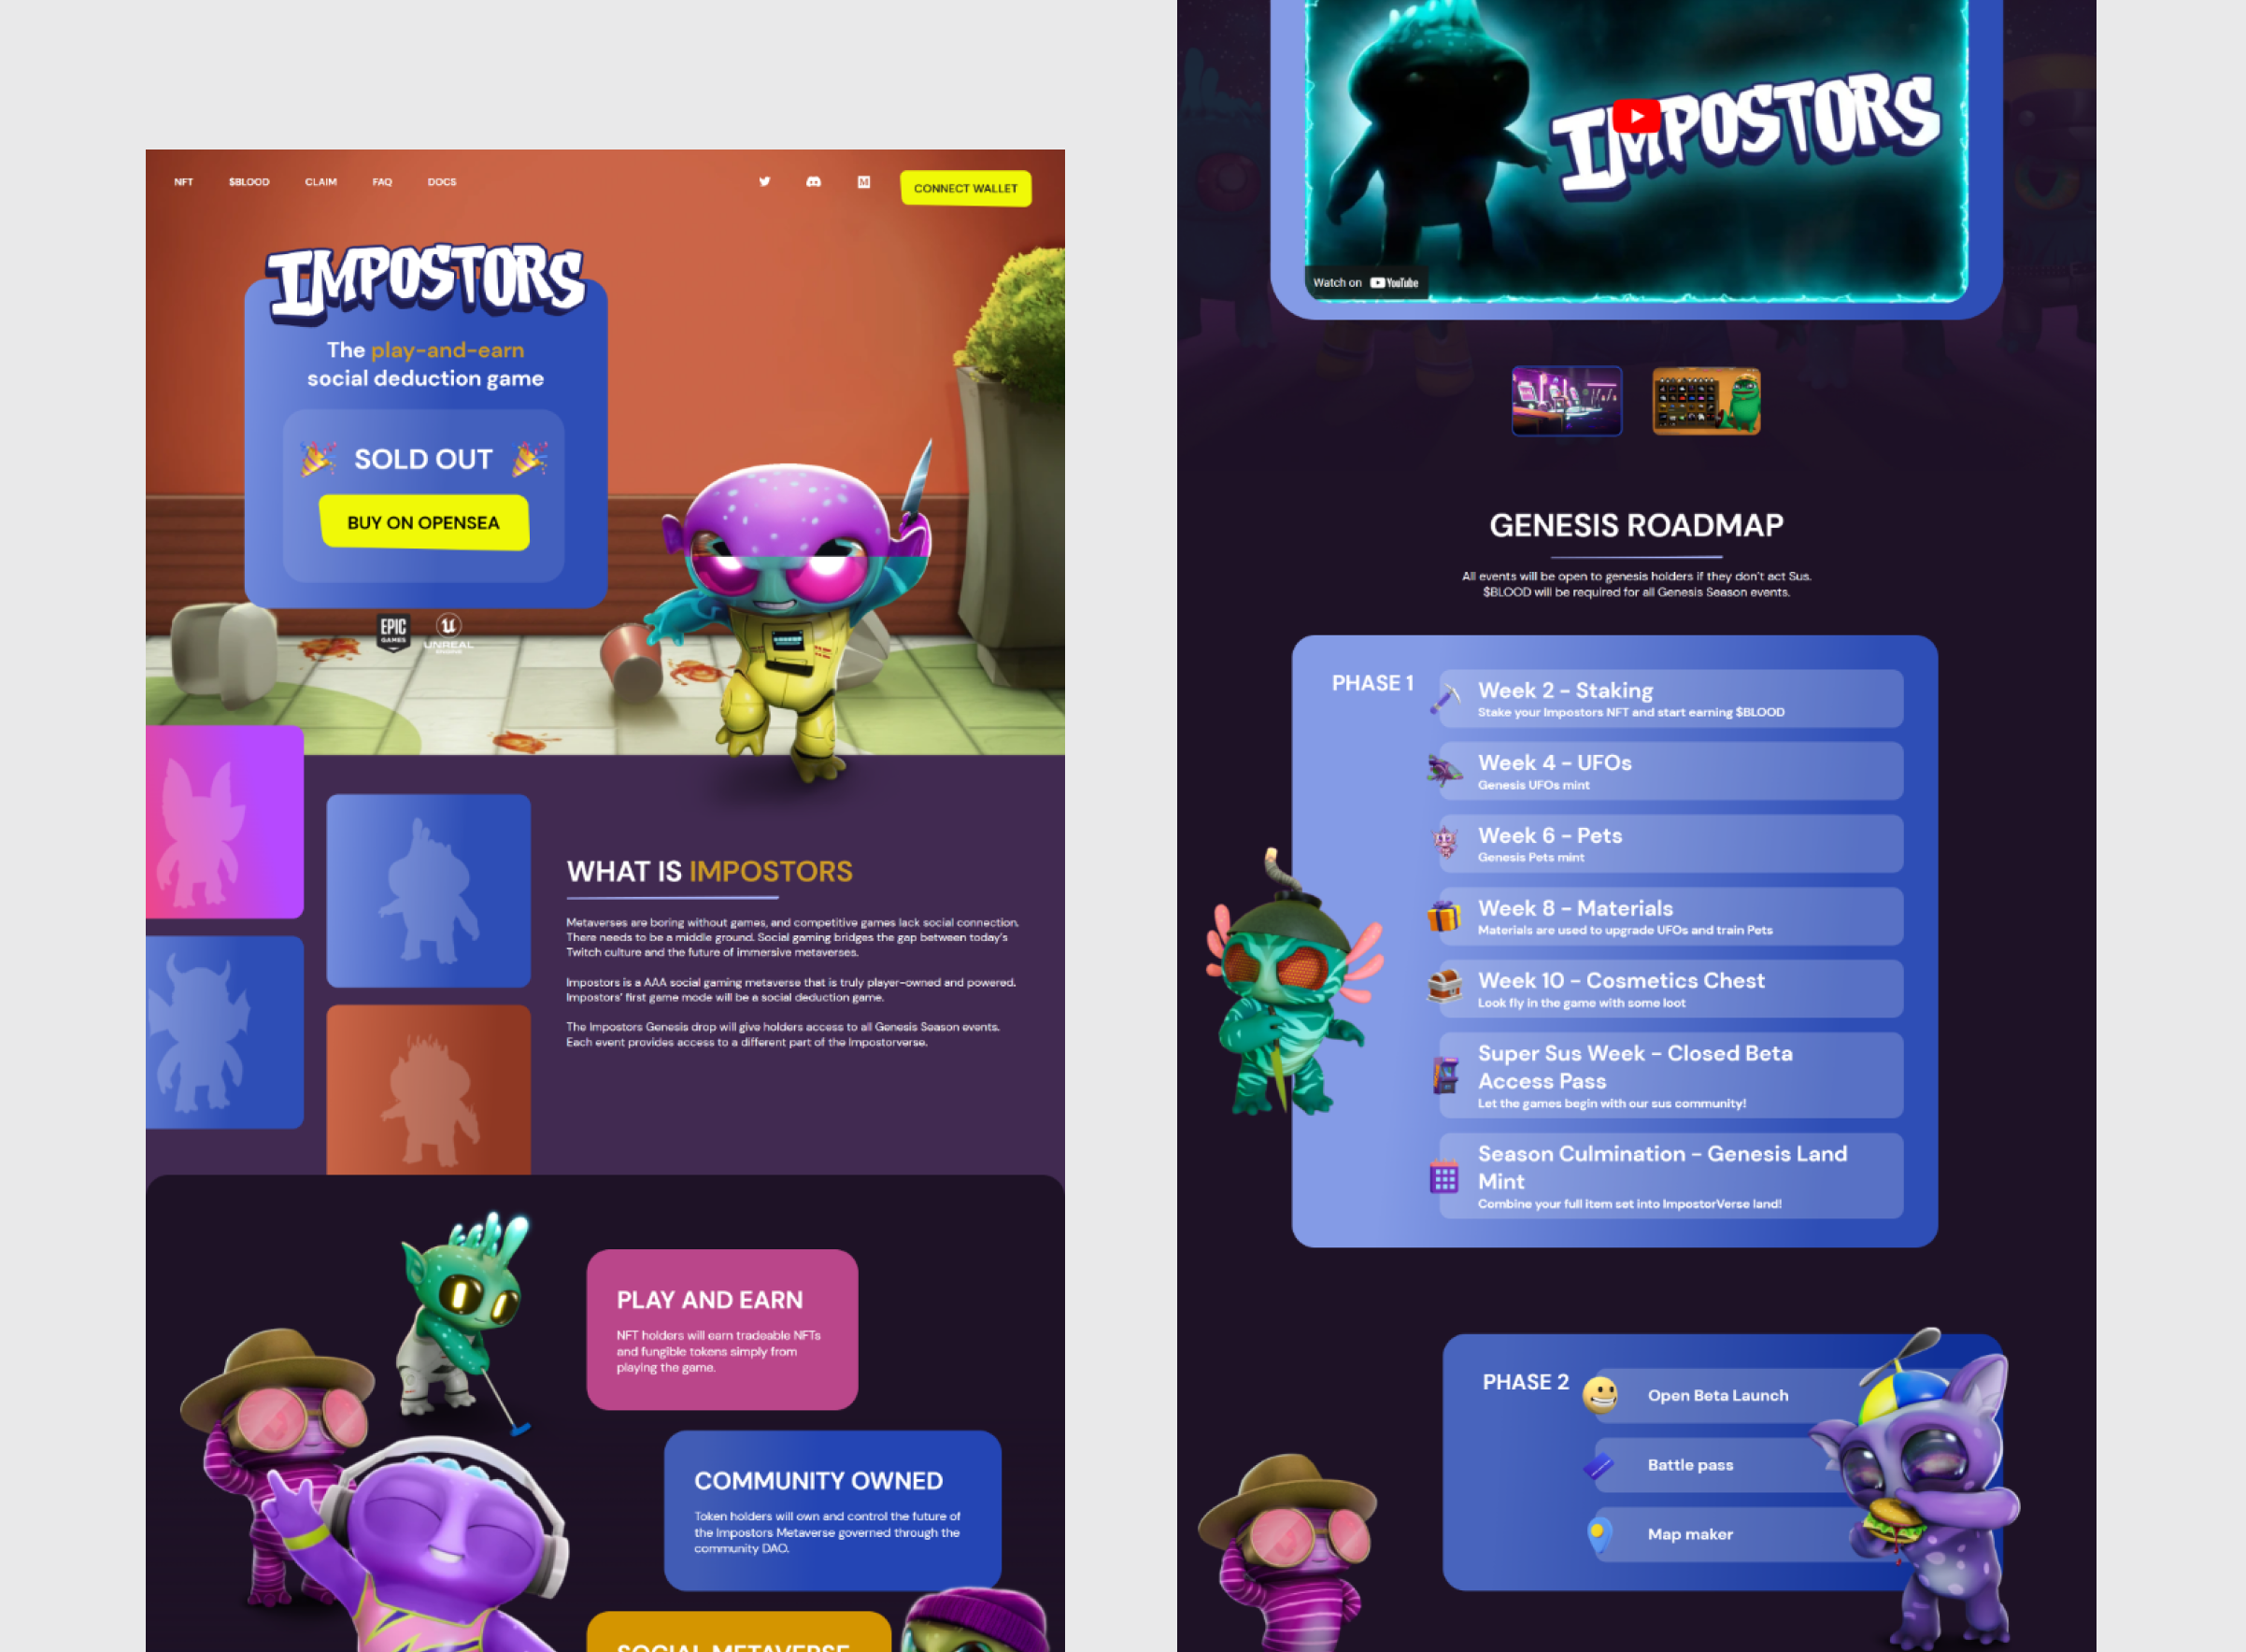 NFT
$BLOOD
CLAIM
FAQ
DOCS
CONNECT WALLET
IMPOSTORS
The play-and-earn
social deduction game
SOLD OUT
BUY ON OPENSEA
EPIC
GAMES
UNREAL
WHAT IS IMPOSTORS
Metaverses are boring without games, and competitive games lack social connection.
There needs to be a middle ground. Social gaming bridges the gap between today's
Twitch culture and the future of immersive metaverses.
Impostors is a AAA social gaming metaverse that is truly player-owned and powered.
Impostors' first game mode will be a social deduction game.
The Impostors Genesis drop will give holders access to all Genesis Season events.
Each event provides access to a different part of the Impostorverse.
PLAY AND EARN
NFT holders will earn tradeable NFTs
and fungible tokens simply from
playing the game.
COMMUNITY OWNED
Token holders will own and control the future of
the Impostors Metaverse governed through the
community DAO.
SOCIAL METAVERSE
IMPOSTORS
Watch on YouTube
GENESIS ROADMAP
All events will be open to genesis holders if they don't act Sus.
$BLOOD will be required for all Genesis Season events.
PHASE 1
Week 2 - Staking
Stake your Impostors NFT and start earning $BLOOD
Week 4 - UFOs
Genesis UFOs mint
Week 6 - Pets
Genesis Pets mint
Week 8 - Materials
Materials are used to upgrade UFOs and train Pets
Week 10 - Cosmetics Chest
Look fly in the game with some loot
Super Sus Week - Closed Beta
Access Pass
Let the games begin with our sus community!
Season Culmination - Genesis Land
Mint
Combine your full item set into ImpostorVerse land!
PHASE 2
Open Beta Launch
Battle pass
Map maker